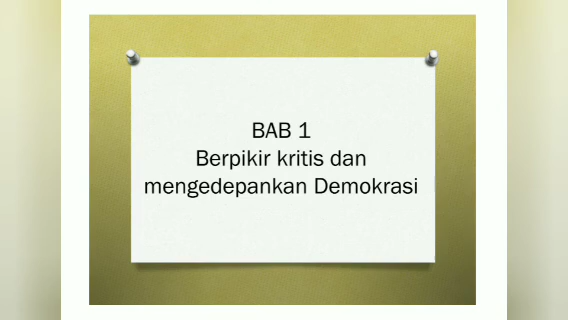 BAB 1
Berpikir kritis dan
mengedepankan Demokrasi